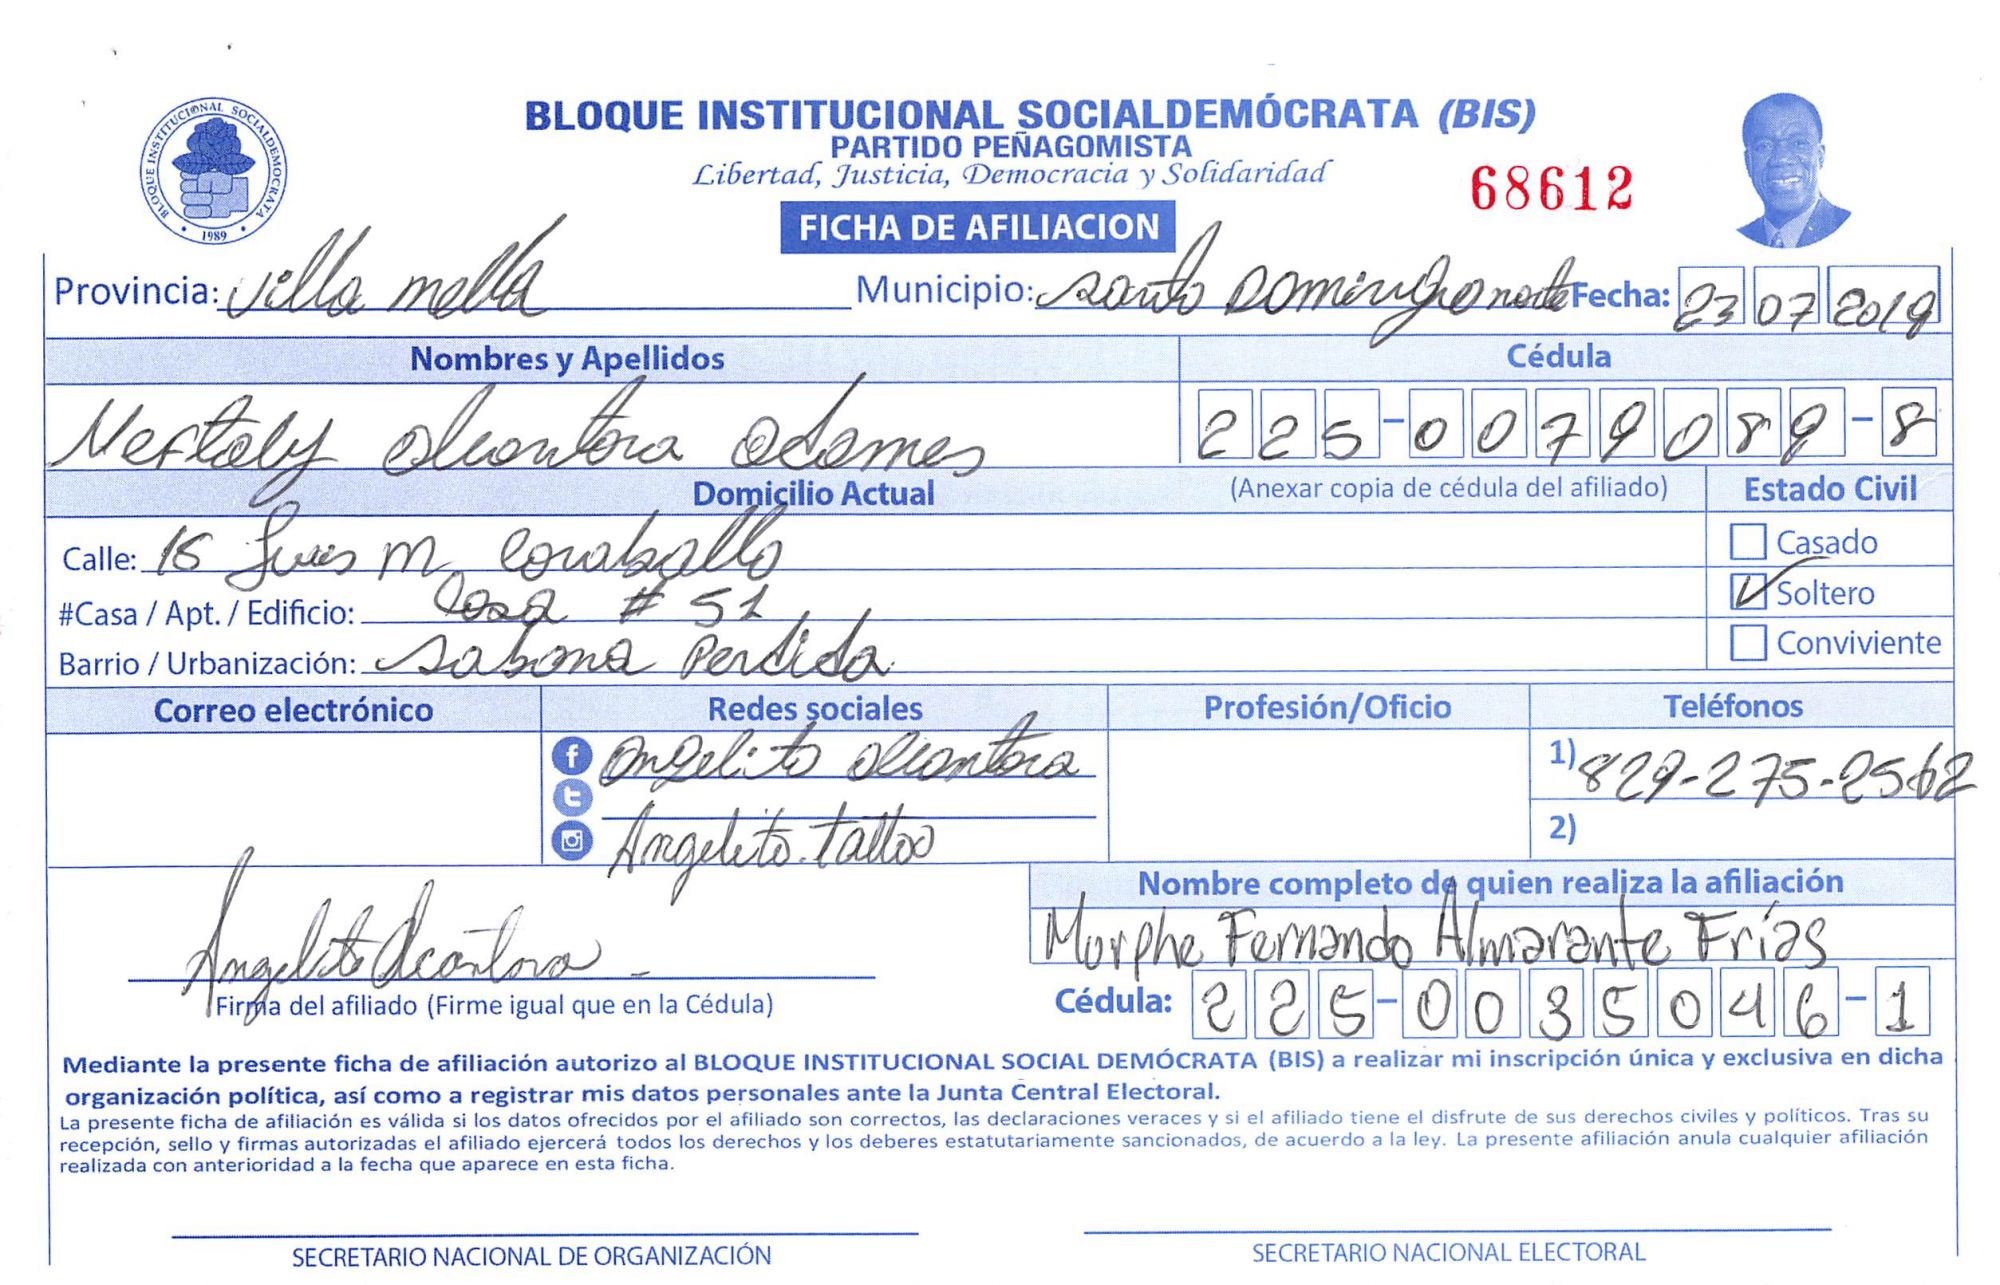 BLOQUE INSTITUCIONAL SOCIALDEMOCRATA
1989
BLOQUE INSTITUCIONAL SOCIALDEMÓCRATA (BIS)
PARTIDO PEÑAGOMISTA
Libertad, Justicia, Democracia y Solidaridad
68612
FICHA DE AFILIACION
Provincia: Villa mella Municipio: santo Domingo norte Fecha: 23 07 2019
Nombres y Apellidos Cédula
Neftaly Alcantara Adames 225-0079089-8
Domicilio Actual (Anexar copia de cédula del afiliado) Estado Civil
Calle: Luis M Caraballo Casado
#Casa / Apt. / Edificio: Casa # 51 Soltero
Barrio / Urbanización: sabana Perdida Conviviente
Correo electrónico Redes sociales Profesión/Oficio Teléfonos
Angelito Alcantara 1) 829-275-2562
Angelito.tattoo 2)
Nombre completo de quien realiza la afiliación
Morphe Fernando Almarante Frías
Angelito Alcantara
Cédula: 225-0035046-1
Firma del afiliado (Firme igual que en la Cédula)
Mediante la presente ficha de afiliación autorizo al BLOQUE INSTITUCIONAL SOCIAL DEMÓCRATA (BIS) a realizar mi inscripción única y exclusiva en dicha
organización política, así como a registrar mis datos personales ante la Junta Central Electoral.
La presente ficha de afiliación es válida si los datos ofrecidos por el afiliado son correctos, las declaraciones veraces y si el afiliado tiene el disfrute de sus derechos civiles y políticos. Tras su
recepción, sello y firmas autorizadas el afiliado ejercerá todos los derechos y los deberes estatutariamente sancionados, de acuerdo a la ley. La presente afiliación anula cualquier afiliación
realizada con anterioridad a la fecha que aparece en esta ficha.
SECRETARIO NACIONAL DE ORGANIZACIÓN SECRETARIO NACIONAL ELECTORAL